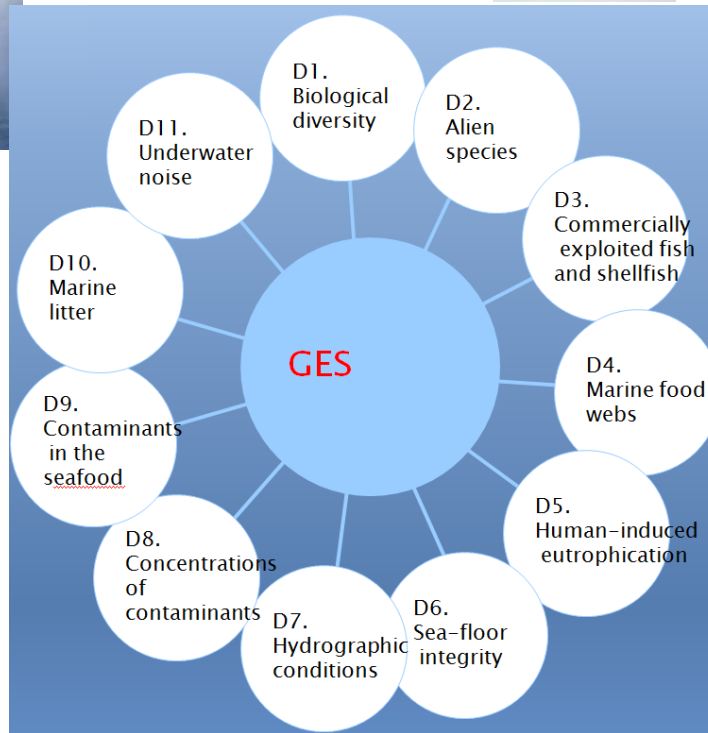 D1.
Biological
diversity
D2.
Alien
species
D3.
Commercially
exploited fish
and shellfish
D4.
Marine food
webs
D5.
Human-induced
eutrophication
D6.
Sea-floor
integrity
D7.
Hydrographic
conditions
D8.
Concentrations
of
contaminants
D9.
Contaminants
in the
seafood
D10.
Marine
litter
D11.
Underwater
noise
GES